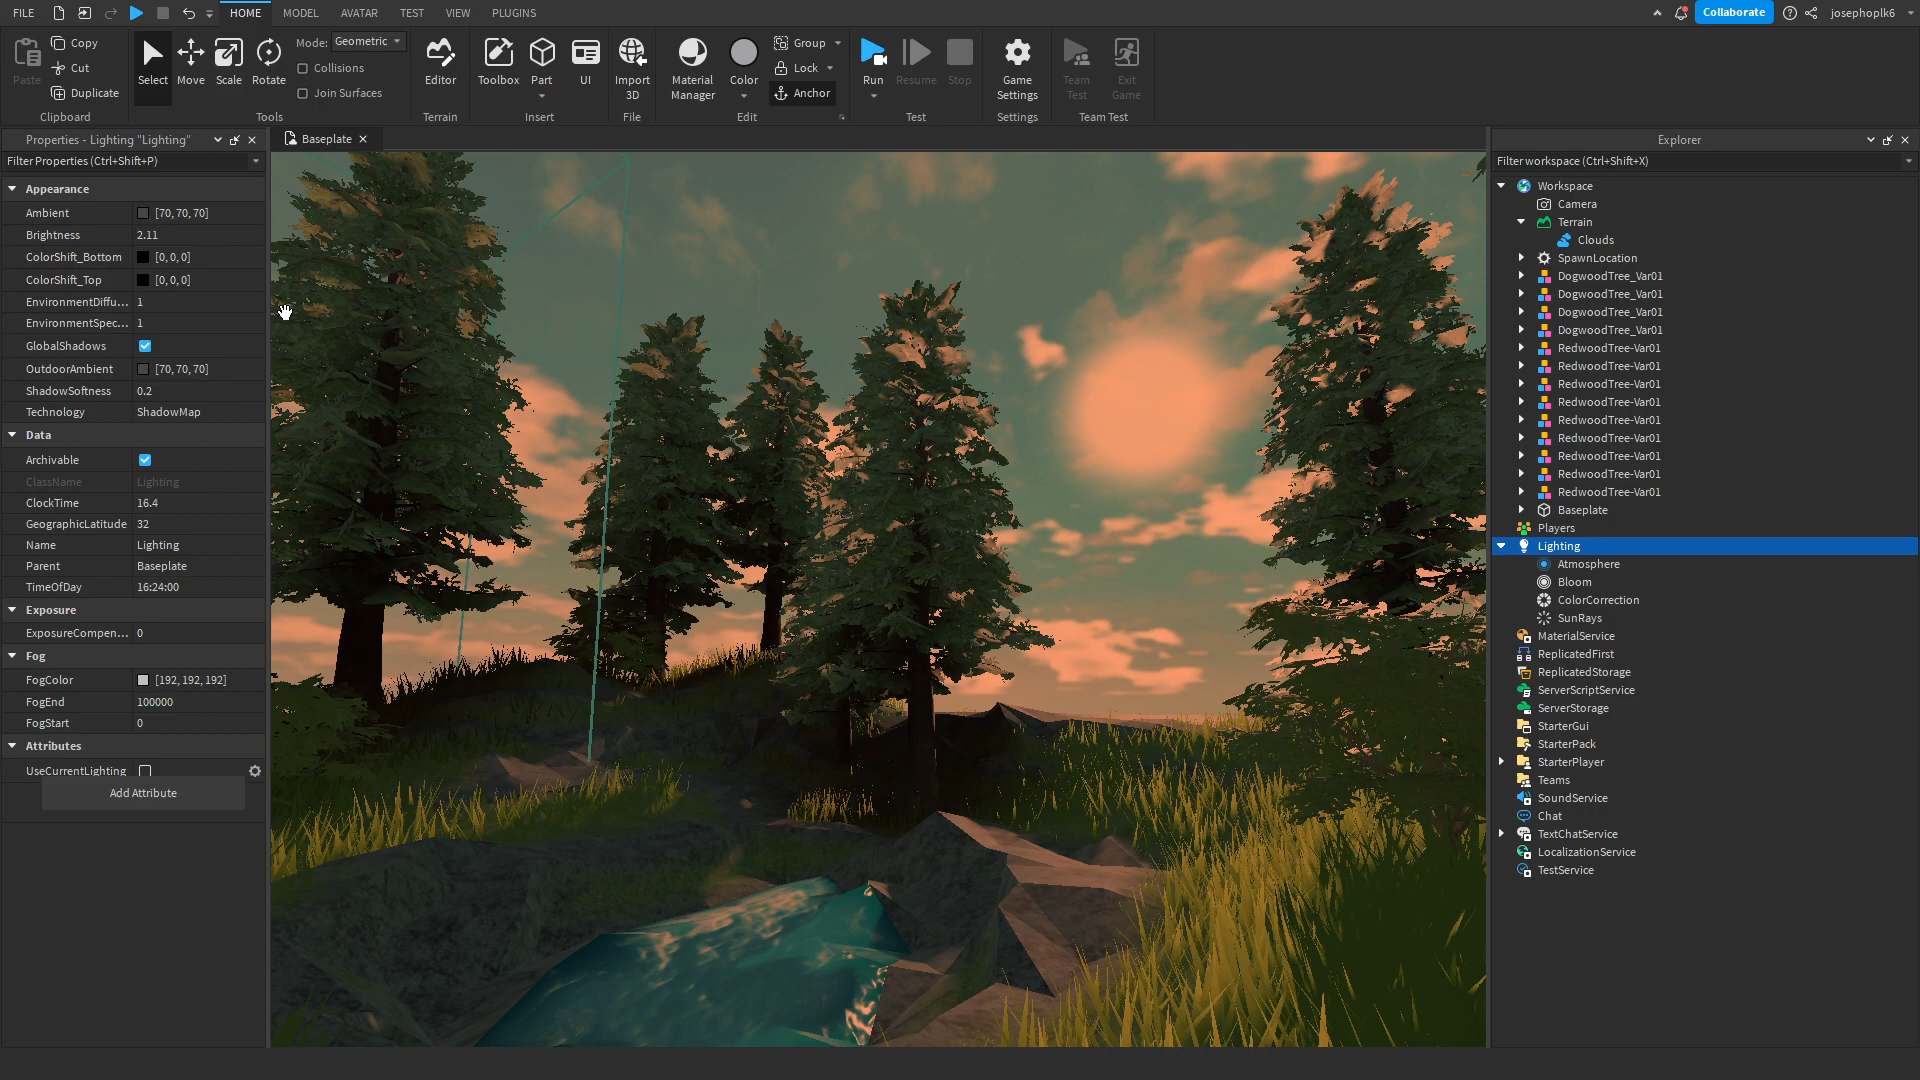 FILE HOME MODEL AVATAR TEST VIEW PLUGINS Collaborate josephoplk6
Paste Copy Cut Duplicate Clipboard
Select Move Scale Rotate Mode: Geometric Collisions Join Surfaces Tools
Editor Terrain
Toolbox Part UI Insert
Import 3D File
Material Manager Color Group Lock Anchor Edit
Run Resume Stop Test
Game Settings Settings
Team Test Exit Game Team Test
Properties - Lighting "Lighting"
Filter Properties (Ctrl+Shift+P)
Appearance
Ambient [70, 70, 70]
Brightness 2.11
ColorShift_Bottom [0, 0, 0]
ColorShift_Top [0, 0, 0]
EnvironmentDiffu... 1
EnvironmentSpec... 1
GlobalShadows
OutdoorAmbient [70, 70, 70]
ShadowSoftness 0.2
Technology ShadowMap
Data
Archivable
ClassName Lighting
ClockTime 16.4
GeographicLatitude 32
Name Lighting
Parent Baseplate
TimeOfDay 16:24:00
Exposure
ExposureCompen... 0
Fog
FogColor [192, 192, 192]
FogEnd 100000
FogStart 0
Attributes
UseCurrentLighting
Add Attribute
Baseplate
Explorer
Filter workspace (Ctrl+Shift+X)
Workspace
Camera
Terrain
Clouds
SpawnLocation
DogwoodTree_Var01
DogwoodTree_Var01
DogwoodTree_Var01
DogwoodTree_Var01
RedwoodTree-Var01
RedwoodTree-Var01
RedwoodTree-Var01
RedwoodTree-Var01
RedwoodTree-Var01
RedwoodTree-Var01
RedwoodTree-Var01
RedwoodTree-Var01
RedwoodTree-Var01
Baseplate
Players
Lighting
Atmosphere
Bloom
ColorCorrection
SunRays
MaterialService
ReplicatedFirst
ReplicatedStorage
ServerScriptService
ServerStorage
StarterGui
StarterPack
StarterPlayer
Teams
SoundService
Chat
TextChatService
LocalizationService
TestService